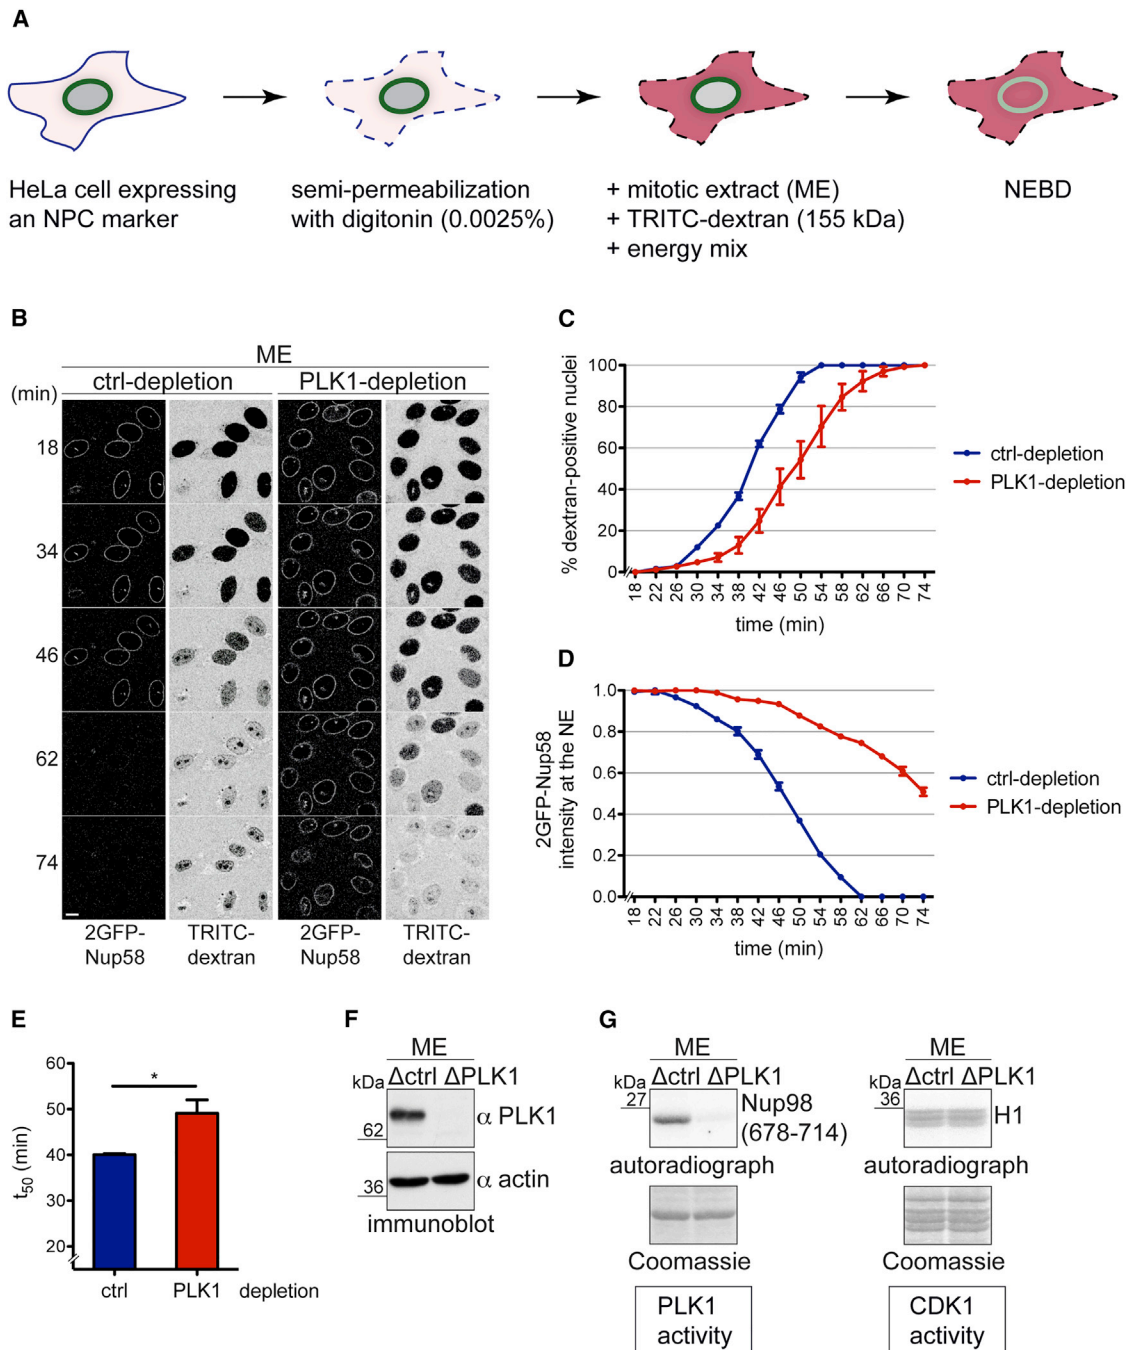 A
HeLa cell expressing
an NPC marker
semi-permeabilization
with digitonin (0.0025%)
+ mitotic extract (ME)
+ TRITC-dextran (155 kDa)
+ energy mix
NEBD
B
ME
(min)
ctrl-depletion
PLK1-depletion
18
34
46
62
74
2GFP-
Nup58
TRITC-
dextran
2GFP-
Nup58
TRITC-
dextran
C
% dextran-positive nuclei
100
80
60
40
20
0
18 22 26 30 34 38 42 46 50 54 58 62 66 70 74
time (min)
ctrl-depletion
PLK1-depletion
D
2GFP-Nup58
intensity at the NE
1.0
0.8
0.6
0.4
0.2
0.0
18 22 26 30 34 38 42 46 50 54 58 62 66 70 74
time (min)
ctrl-depletion
PLK1-depletion
E
t50 (min)
60
50
40
30
20
*
ctrl PLK1 depletion
F
ME
kDa Δctrl ΔPLK1
62
α PLK1
36
α actin
immunoblot
G
ME
kDa Δctrl ΔPLK1
27
Nup98
(678-714)
autoradiograph
Coomassie
PLK1
activity
ME
kDa Δctrl ΔPLK1
36
H1
autoradiograph
Coomassie
CDK1
activity